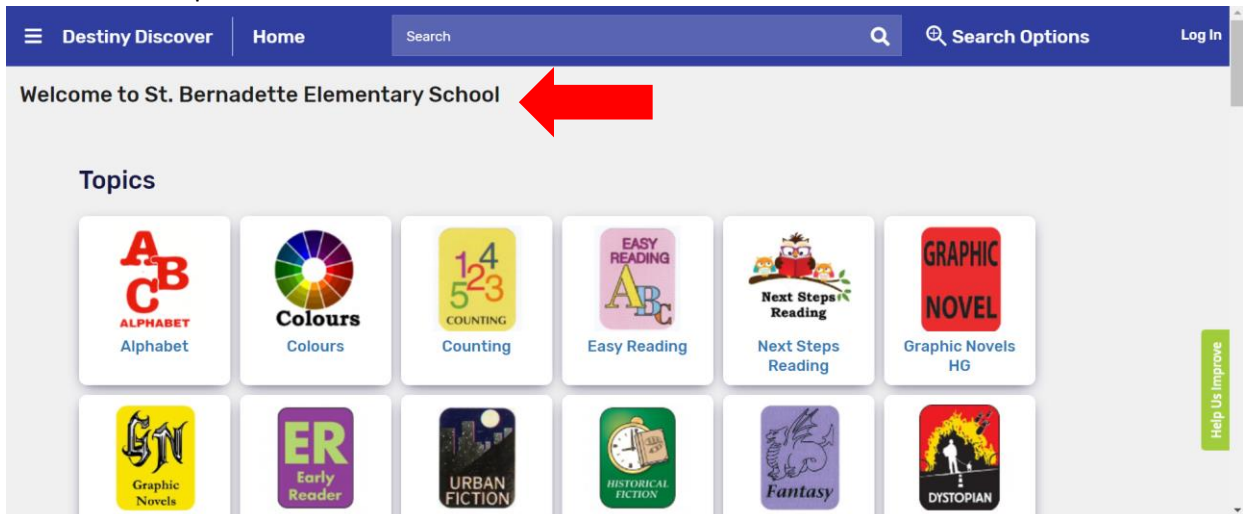 Destiny Discover Home Search Search Options Log In
Welcome to St. Bernadette Elementary School
Topics
A
B
C
ALPHABET
Alphabet
Colours
Colours
1 4
5 2 3
COUNTING
Counting
EASY
READING
ABC
Easy Reading
Next Steps
Reading
Next Steps
Reading
GRAPHIC
NOVEL
Graphic Novels
HG
Help Us Improve
GN
Graphic
Novels
ER
Early
Reader
URBAN
FICTION
HISTORICAL
FICTION
Fantasy
DYSTOPIAN